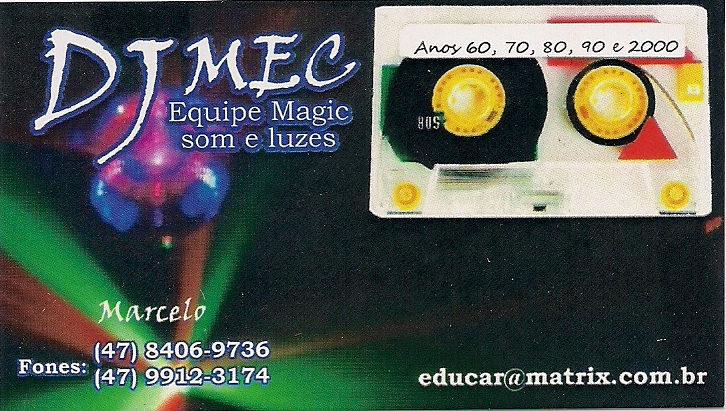 DJ MEC
Equipe Magic
som e luzes
Anos 60, 70, 80, 90 e 2000
Marcelo
Fones: (47) 8406-9736
(47) 9912-3174
educar@matrix.com.br